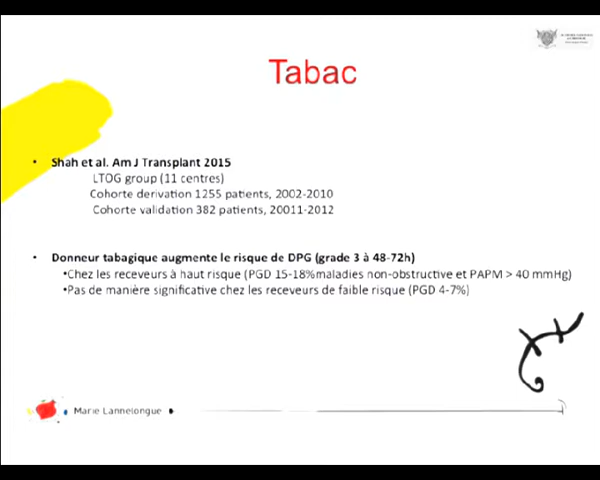 Tabac
• Shah et al. Am J Transplant 2015
LTOG group (11 centres)
Cohorte derivation 1255 patients, 2002-2010
Cohorte validation 382 patients, 20011-2012
• Donneur tabagique augmente le risque de DPG (grade 3 à 48-72h)
•Chez les receveurs à haut risque (PGD 15-18%maladies non-obstructive et PAPM > 40 mmHg)
•Pas de manière significative chez les receveurs de faible risque (PGD 4-7%)
Marie Lannelongue